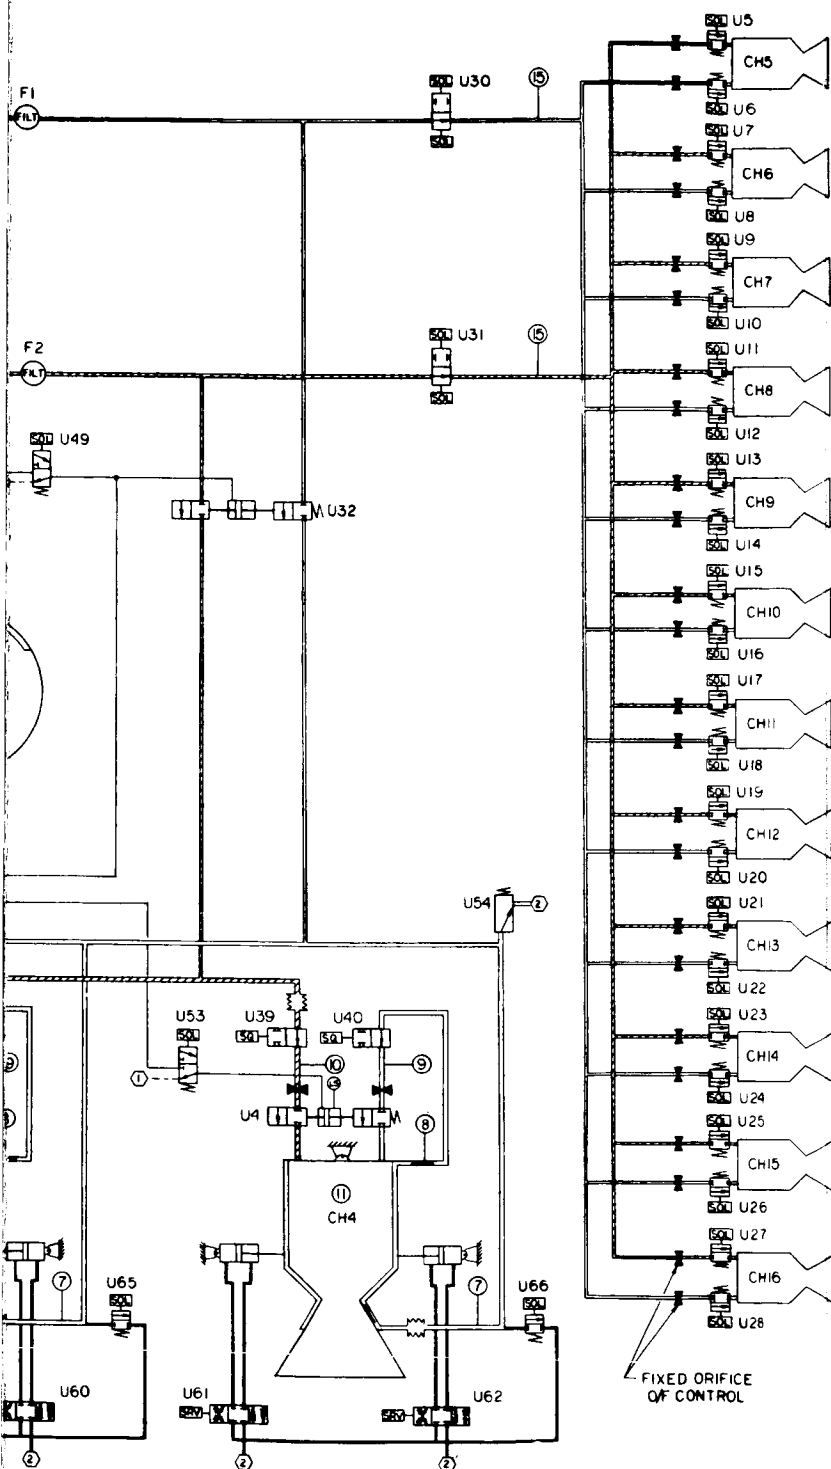 SOL U5
CH5
SOL U6
F1
FILT
SOL U30
SOL
15
SOL U7
CH6
SOL U8
SOL U9
CH7
SOL U10
F2
FILT
SOL U31
SOL
15
SOL U11
CH8
SOL U12
SOL U49
U32
SOL U13
CH9
SOL U14
SOL U15
CH10
SOL U16
SOL U17
CH11
SOL U18
SOL U19
CH12
SOL U20
U54
2
SOL U21
CH13
SOL U22
U53
SOL
U39
SOL
U40
SOL
1
10
9
U4
8
SOL U23
CH14
SOL U24
SOL U25
CH15
SOL U26
11
CH4
SOL U27
CH16
SOL U28
7
U65
SOL
7
U66
SOL
FIXED ORIFICE
O/F CONTROL
U60
U61
SRV
U62
SRV
2
2
2